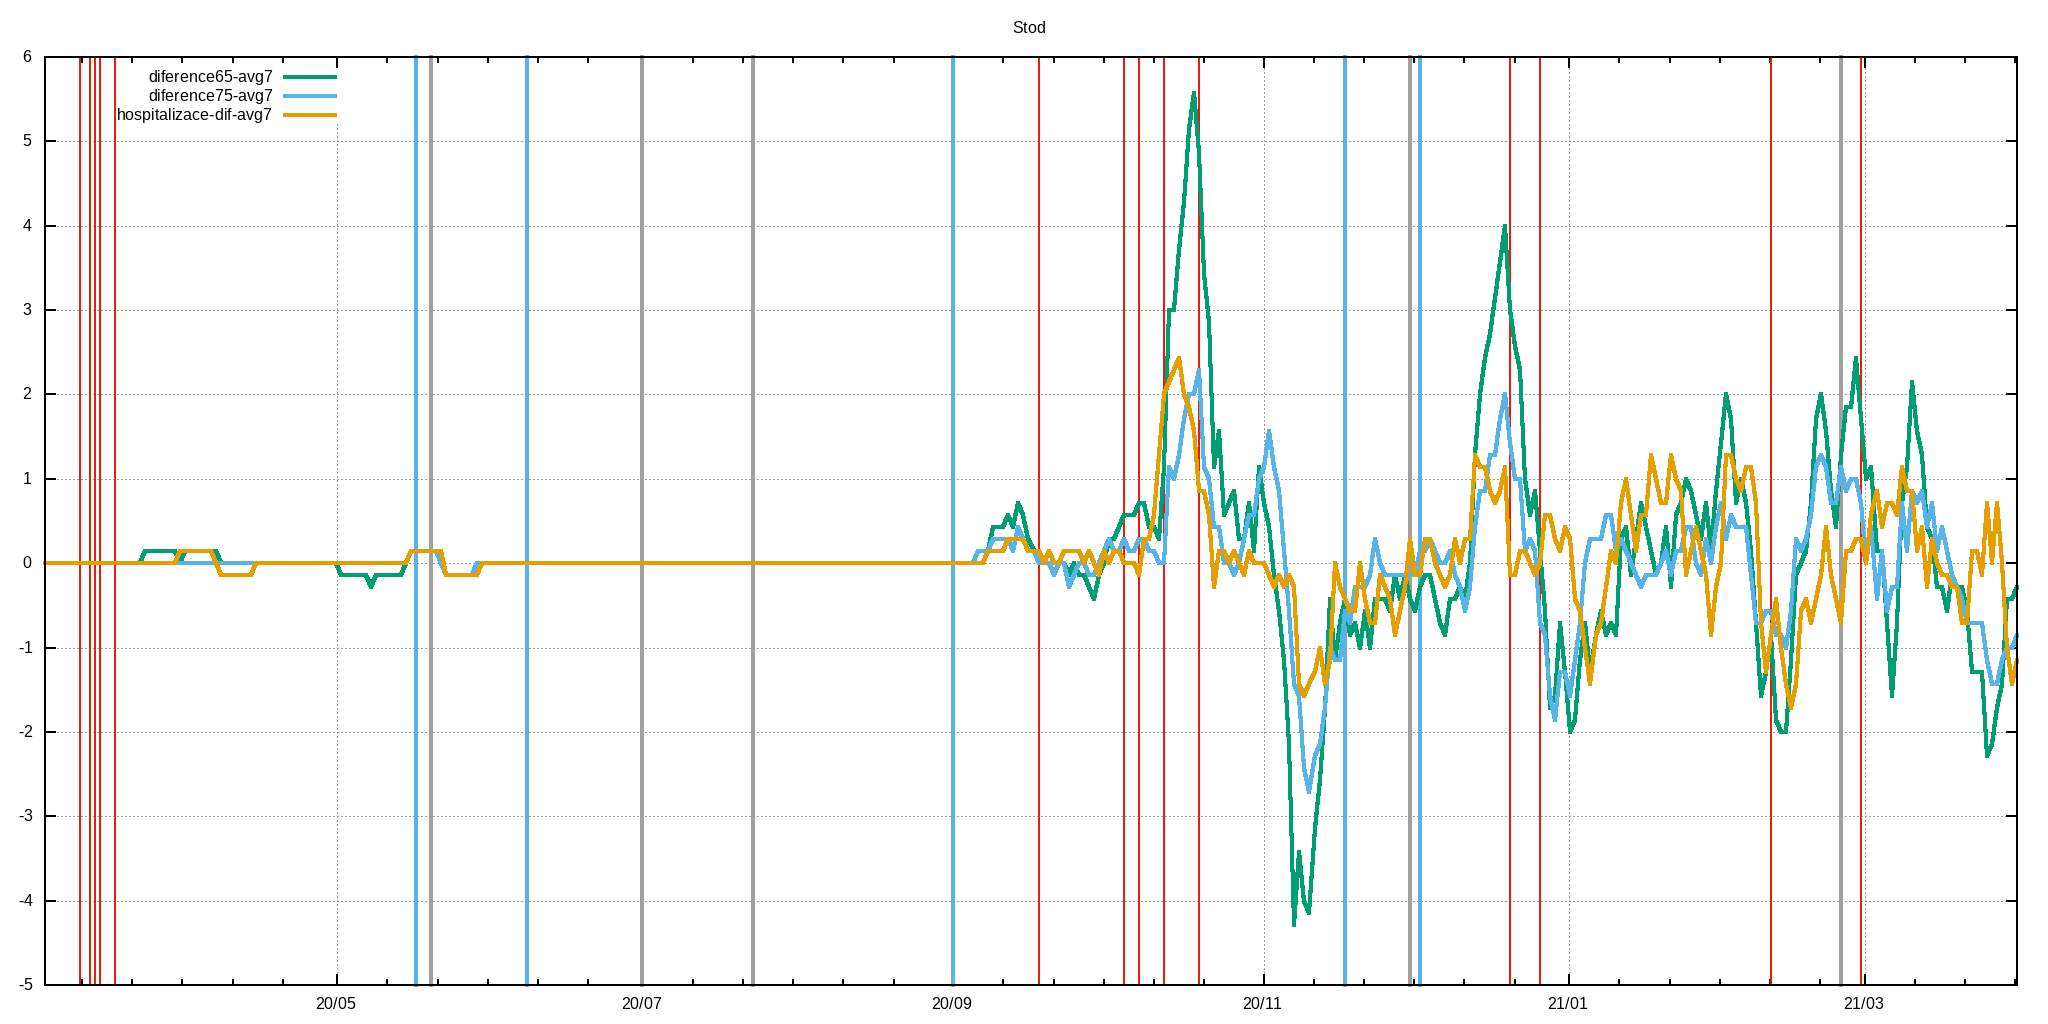 Stod
6
diference65-avg7
diference75-avg7
hospitalizace-dif-avg7
5
4
3
2
1
0
-1
-2
-3
-4
-5
20/05 20/07 20/09 20/11 21/01 21/03